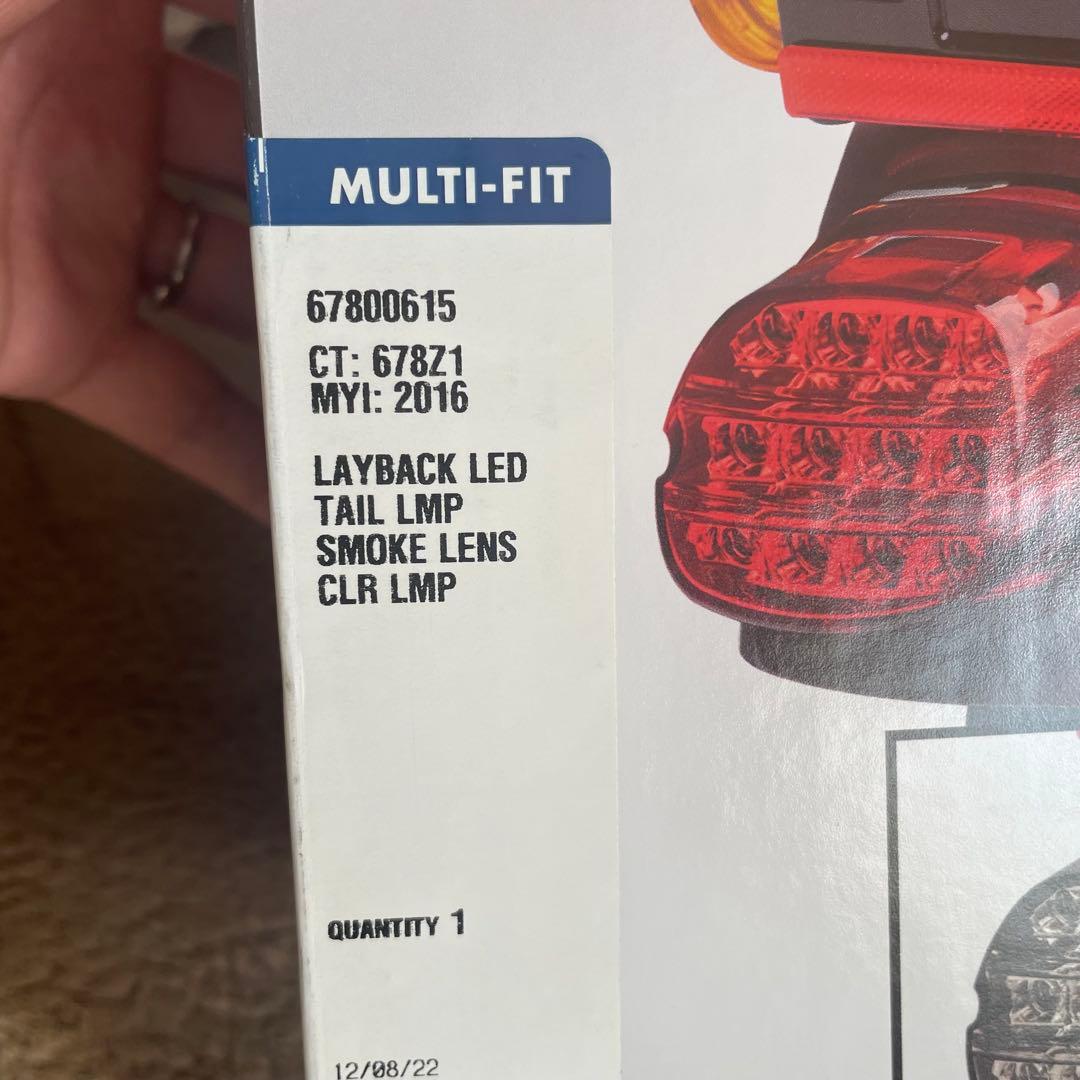 MULTI-FIT
67800615
CT: 678Z1
MYI: 2016
LAYBACK LED
TAIL LMP
SMOKE LENS
CLR LMP
QUANTITY 1
12/08/22